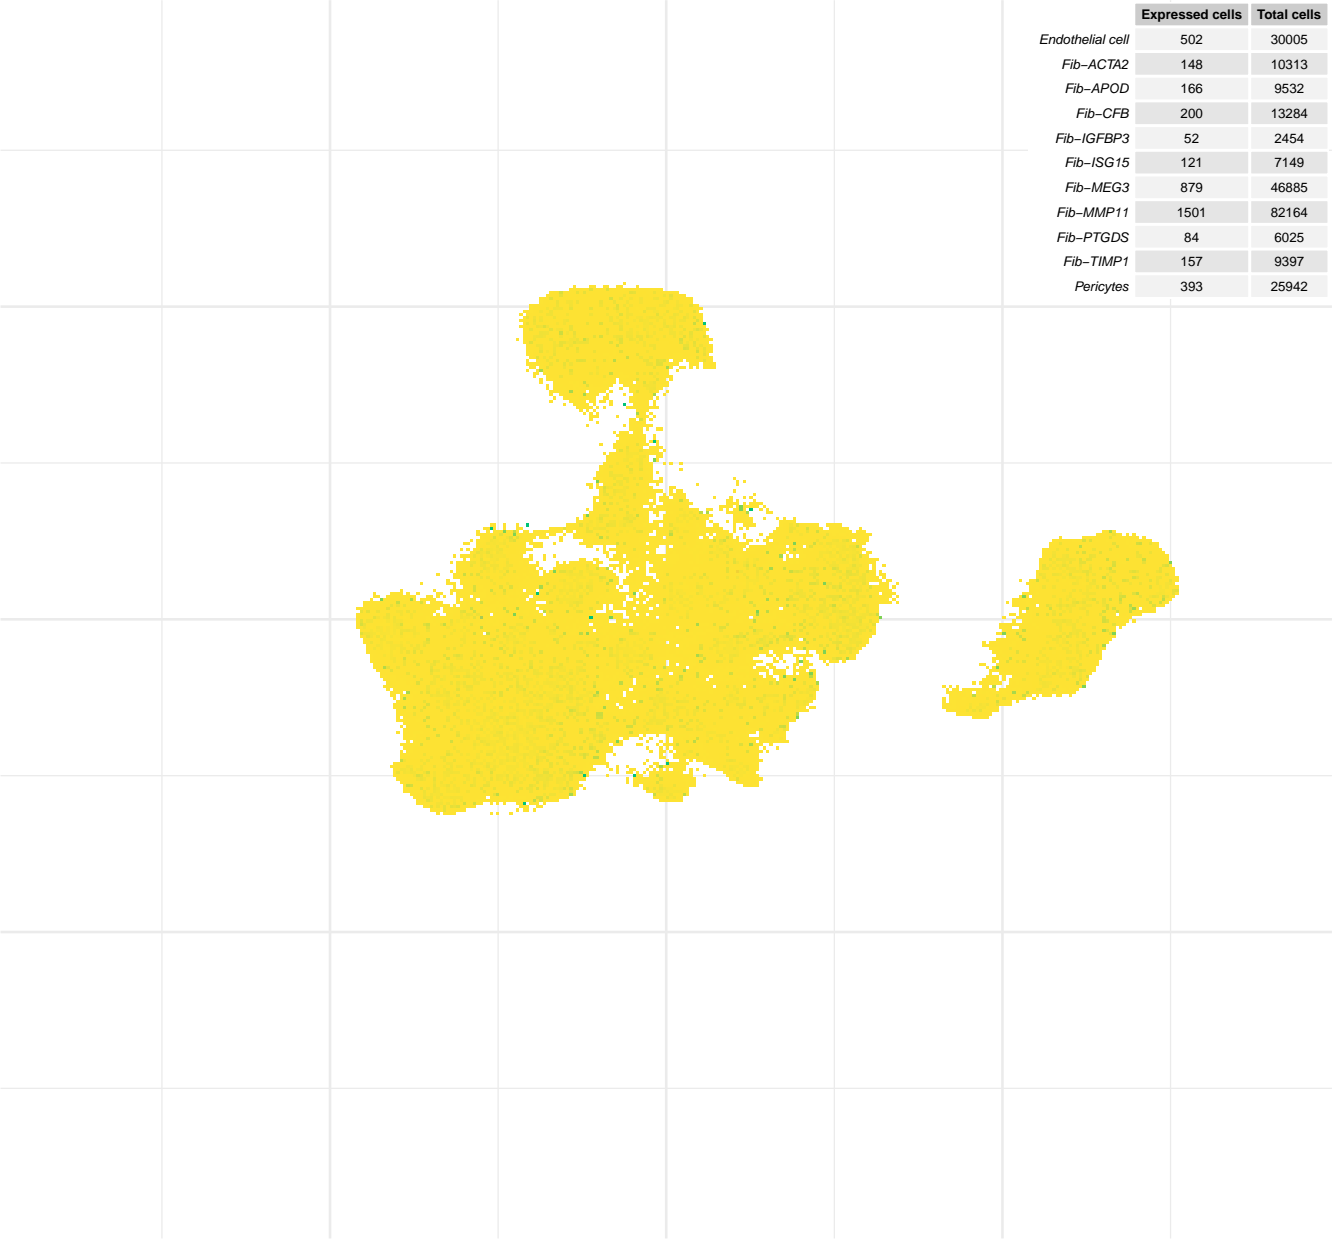 Expressed cells Total cells
Endothelial cell 502 30005
Fib−ACTA2 148 10313
Fib−APOD 166 9532
Fib−CFB 200 13284
Fib−IGFBP3 52 2454
Fib−ISG15 121 7149
Fib−MEG3 879 46885
Fib−MMP11 1501 82164
Fib−PTGDS 84 6025
Fib−TIMP1 157 9397
Pericytes 393 25942